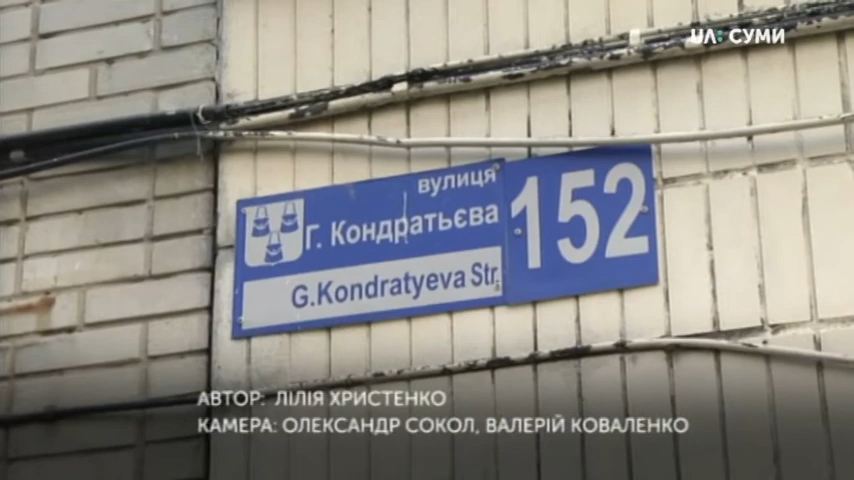 UA: СУМИ
вулиця
Г. Кондратьєва
G.Kondratyeva Str.
152
АВТОР: ЛІЛІЯ ХРИСТЕНКО
КАМЕРА: ОЛЕКСАНДР СОКОЛ, ВАЛЕРІЙ КОВАЛЕНКО